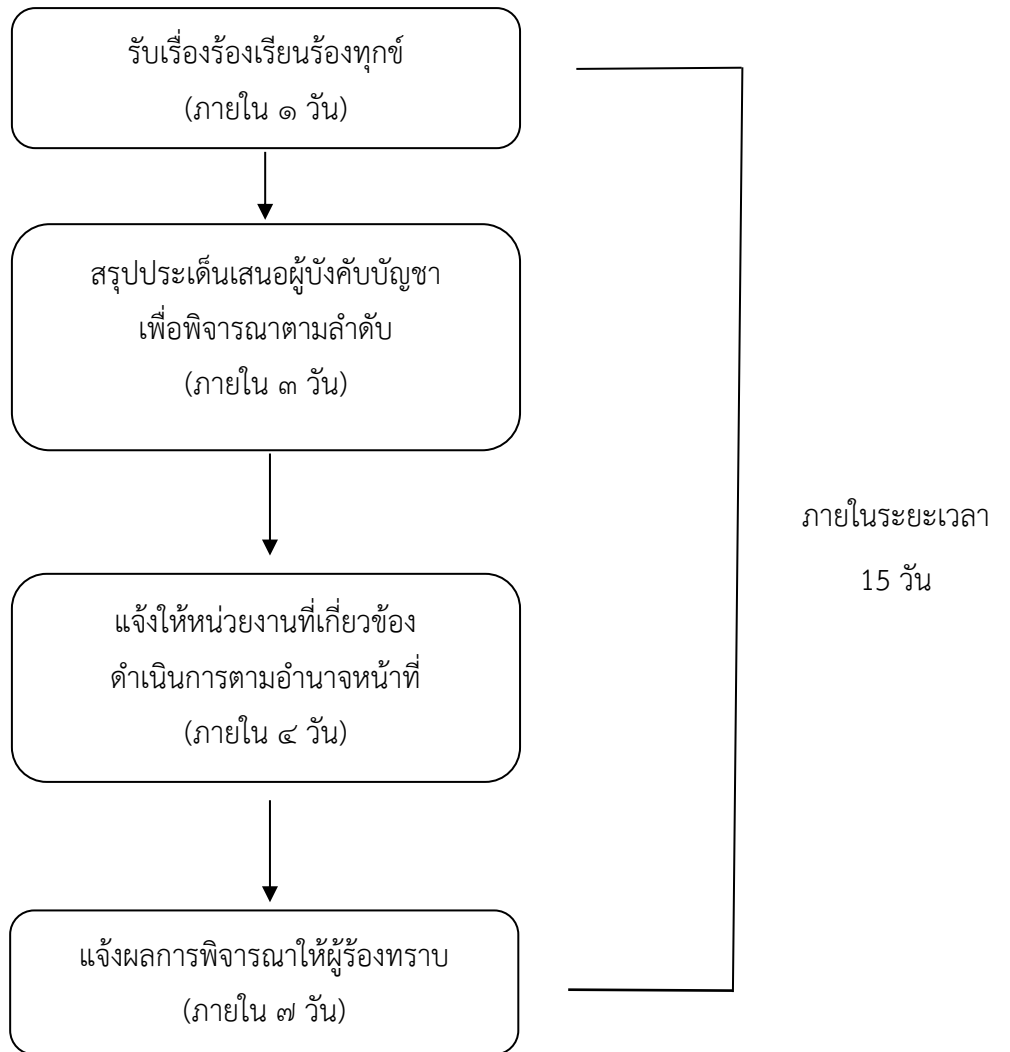 รับเรื่องร้องเรียนร้องทุกข์
(ภายใน ๑ วัน)
สรุปประเด็นเสนอผู้บังคับบัญชา
เพื่อพิจารณาตามลำดับ
(ภายใน ๓ วัน)
แจ้งให้หน่วยงานที่เกี่ยวข้อง
ดำเนินการตามอำนาจหน้าที่
(ภายใน ๔ วัน)
แจ้งผลการพิจารณาให้ผู้ร้องทราบ
(ภายใน ๗ วัน)
ภายในระยะเวลา
15 วัน